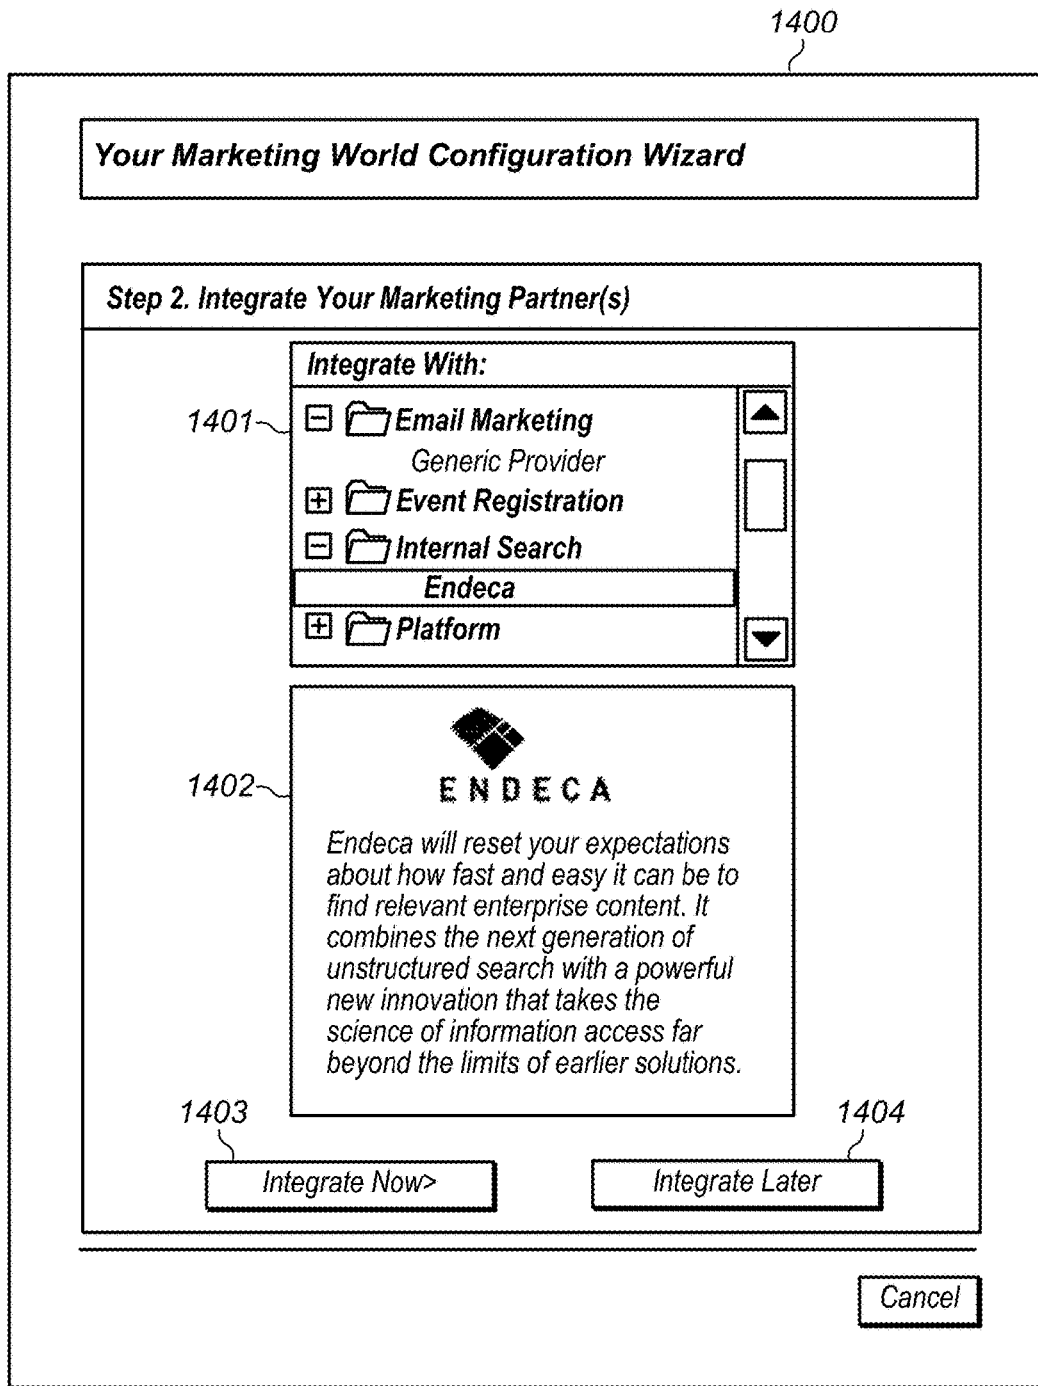 1400
Your Marketing World Configuration Wizard
Step 2. Integrate Your Marketing Partner(s)
Integrate With:
1401
Email Marketing
Generic Provider
Event Registration
Internal Search
Endeca
Platform
1402
ENDECA
Endeca will reset your expectations
about how fast and easy it can be to
find relevant enterprise content. It
combines the next generation of
unstructured search with a powerful
new innovation that takes the
science of information access far
beyond the limits of earlier solutions.
1403
1404
Integrate Now>
Integrate Later
Cancel